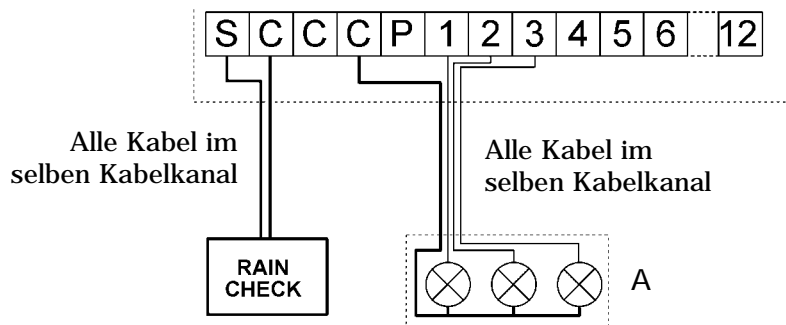 S C C C P 1 2 3 4 5 6 12
Alle Kabel im
selben Kabelkanal
Alle Kabel im
selben Kabelkanal
RAIN
CHECK
A